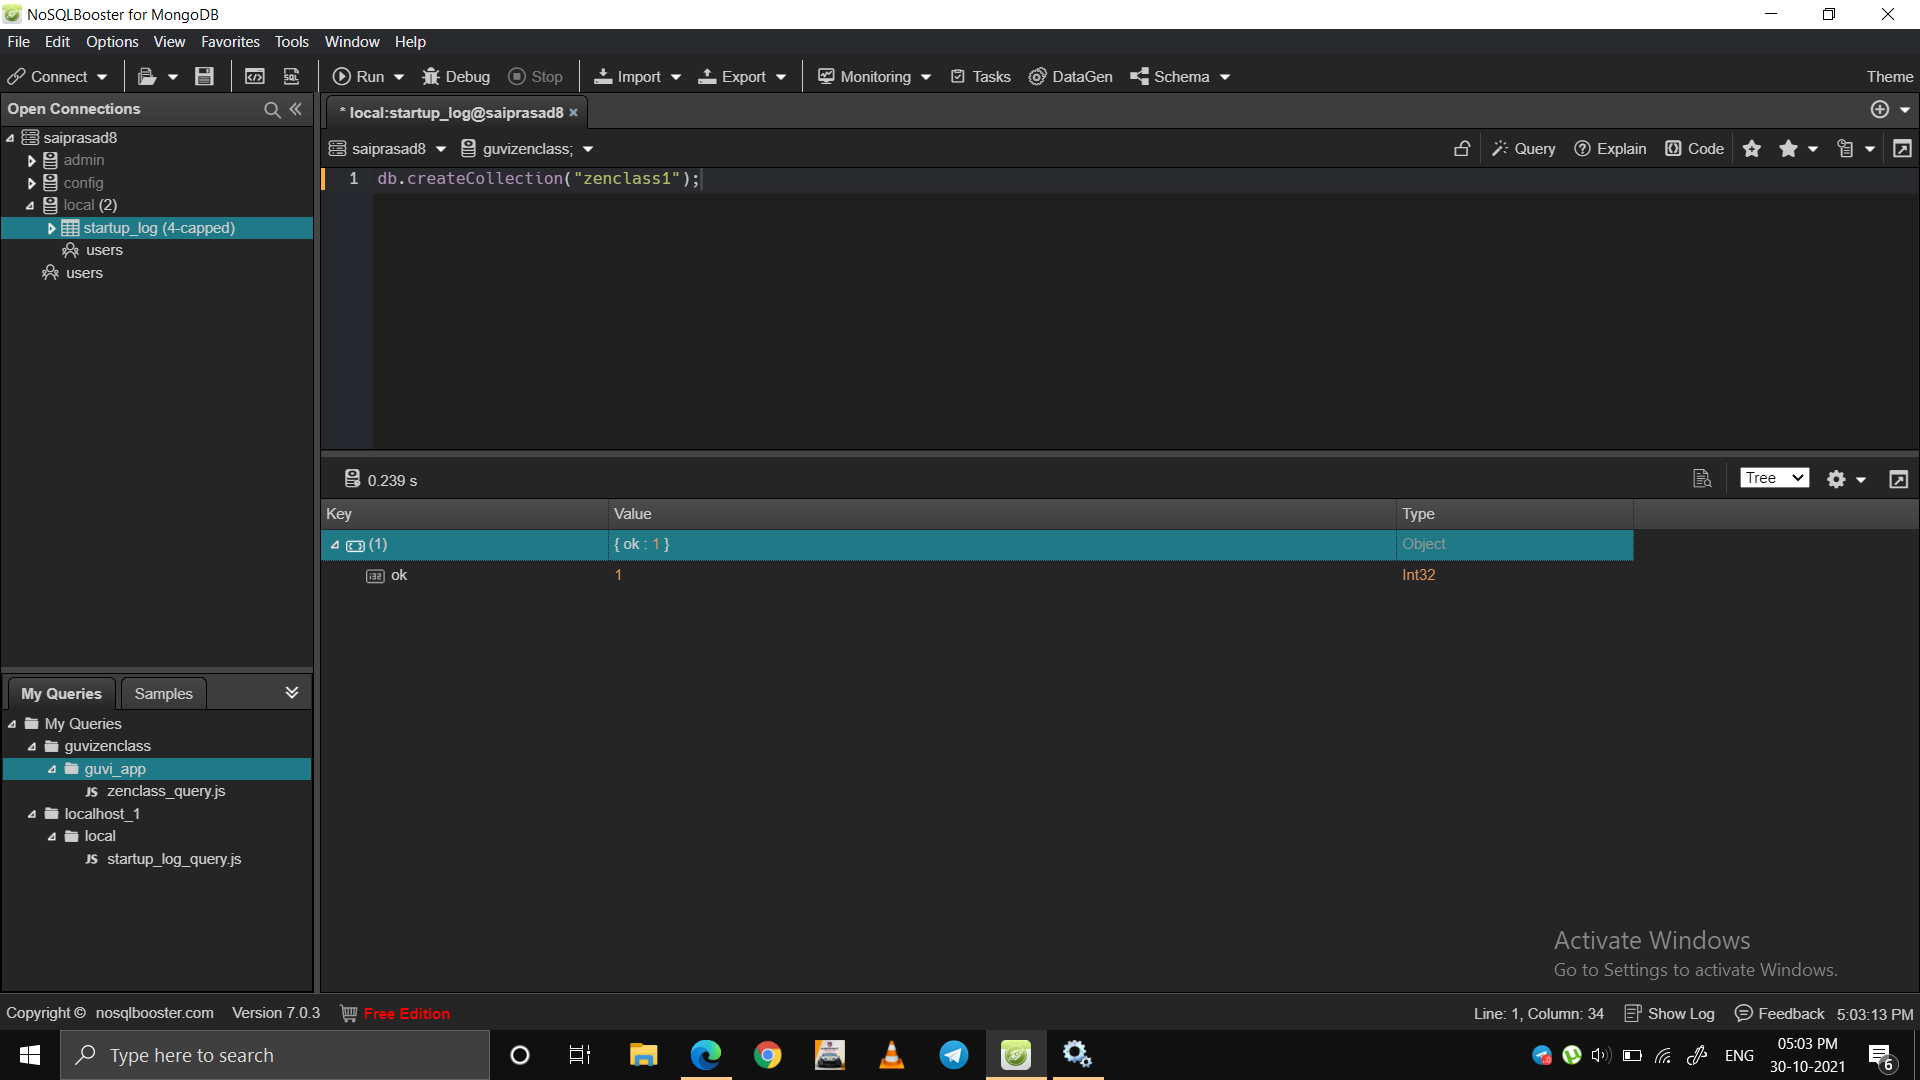 NoSQLBooster for MongoDB
File Edit Options View Favorites Tools Window Help
Connect Run Debug Stop Import Export Monitoring Tasks DataGen Schema Theme
Open Connections
* local:startup_log@saiprasad8 ×
saiprasad8
admin
config
local (2)
startup_log (4-capped)
users
users
saiprasad8 guvizenclass; Query Explain Code
1 db.createCollection("zenclass1");
0.239 s Tree
Key Value Type
(1) { ok : 1 } Object
ok 1 Int32
My Queries Samples
My Queries
guvizenclass
guvi_app
JS zenclass_query.js
localhost_1
local
JS startup_log_query.js
Activate Windows
Go to Settings to activate Windows.
Copyright © nosqlbooster.com Version 7.0.3 Free Edition Line: 1, Column: 34 Show Log Feedback 5:03:13 PM
Type here to search
ENG
05:03 PM
30-10-2021
6